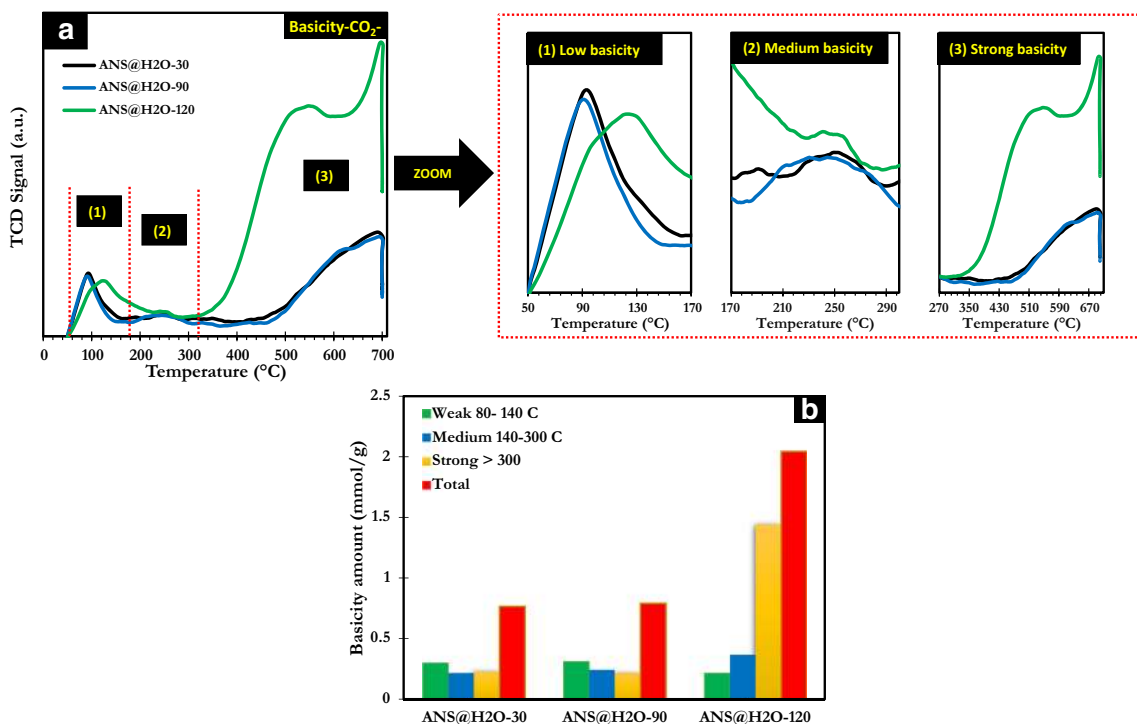 a
Basicity-CO2-
ANS@H2O-30
ANS@H2O-90
ANS@H2O-120
(1)
(2)
(3)
TCD Signal (a.u.)
0 100 200 300 400 500 600 700
Temperature (°C)
ZOOM
(1) Low basicity
50 90 130 170
Temperature (°C)
(2) Medium basicity
170 210 250 290
Temperature (°C)
(3) Strong basicity
270 350 430 510 590 670
Temperature (°C)
b
Weak 80- 140 C
Medium 140-300 C
Strong > 300
Total
Basicity amount (mmol/g)
2.5
2
1.5
1
0.5
0
ANS@H2O-30 ANS@H2O-90 ANS@H2O-120